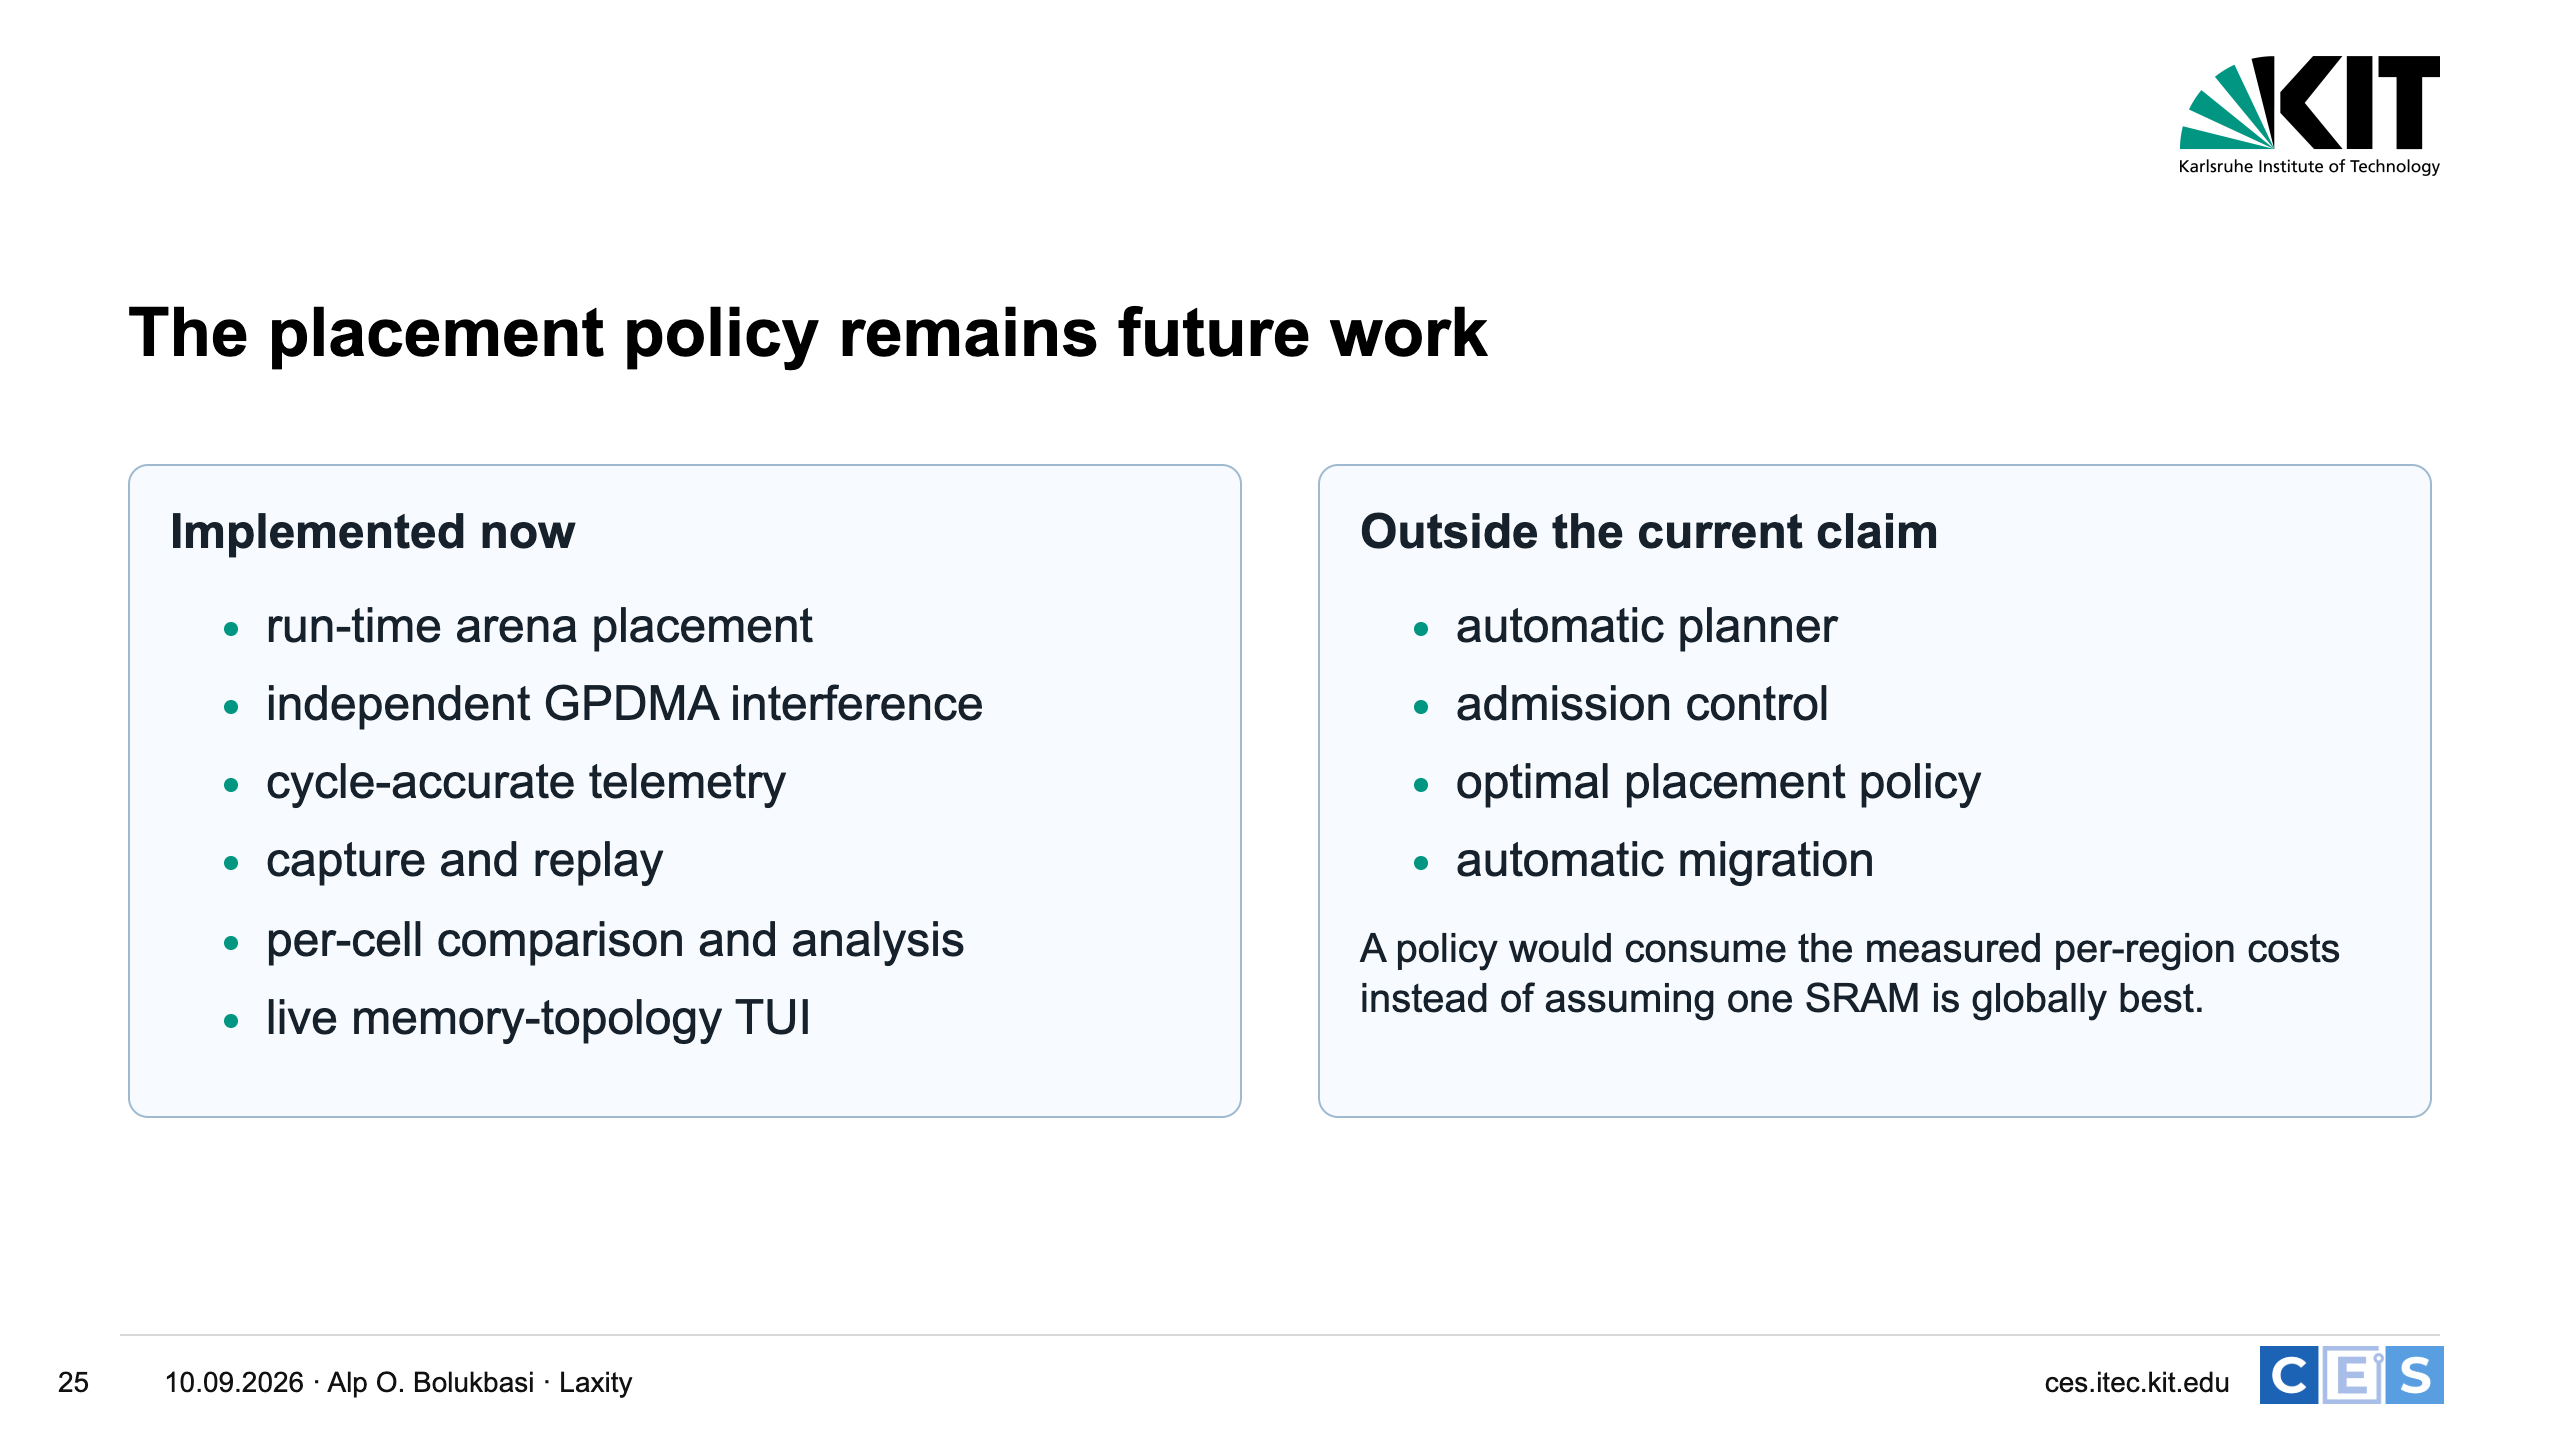 KIT
Karlsruhe Institute of Technology
The placement policy remains future work
Implemented now
• run-time arena placement
• independent GPDMA interference
• cycle-accurate telemetry
• capture and replay
• per-cell comparison and analysis
• live memory-topology TUI
Outside the current claim
• automatic planner
• admission control
• optimal placement policy
• automatic migration
A policy would consume the measured per-region costs
instead of assuming one SRAM is globally best.
25
10.09.2026 · Alp O. Bolukbasi · Laxity
ces.itec.kit.edu
CES